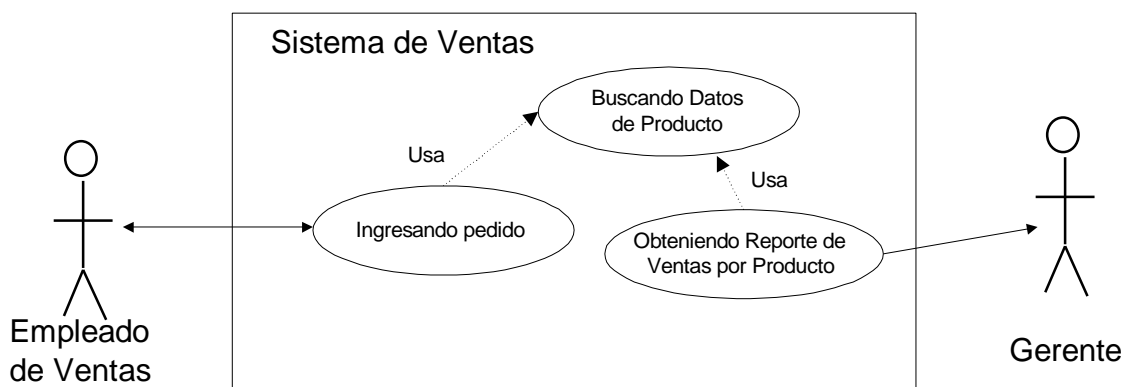 Sistema de Ventas
Buscando Datos
de Producto
Usa
Usa
Ingresando pedido
Obteniendo Reporte de
Ventas por Producto
Empleado
de Ventas
Gerente